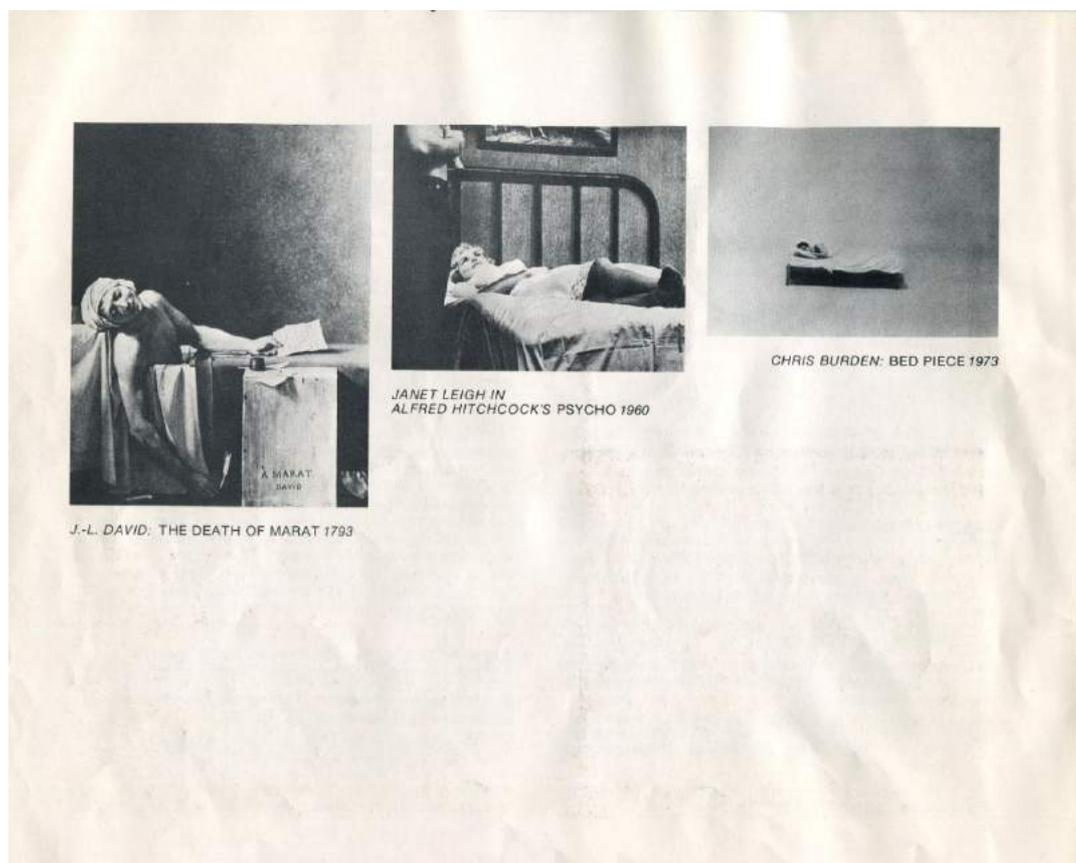 À MARAT.
DAVID
J.-L. DAVID: THE DEATH OF MARAT 1793
JANET LEIGH IN
ALFRED HITCHCOCK'S PSYCHO 1960
CHRIS BURDEN: BED PIECE 1973